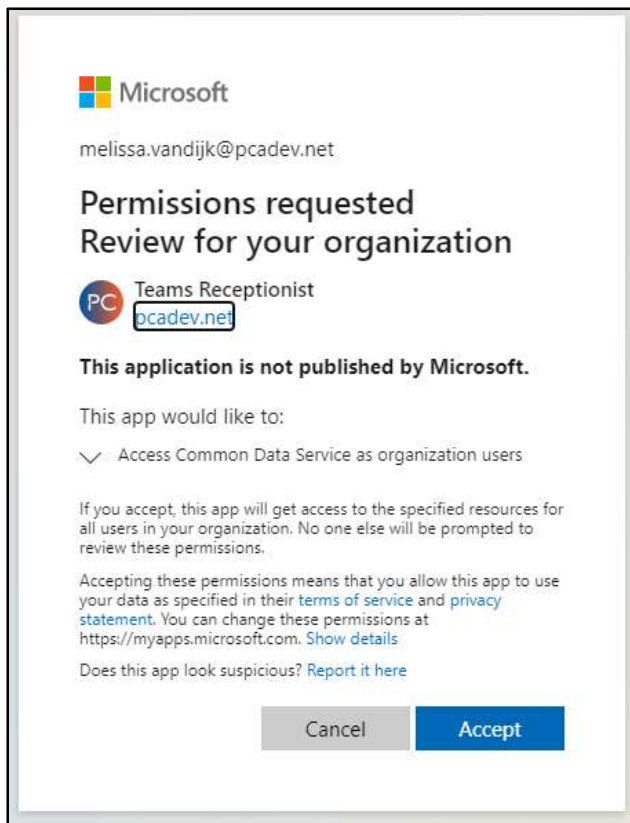 Microsoft
melissa.vandijk@pcadev.net
Permissions requested
Review for your organization
PC
Teams Receptionist
pcadev.net
This application is not published by Microsoft.
This app would like to:
Access Common Data Service as organization users
If you accept, this app will get access to the specified resources for
all users in your organization. No one else will be prompted to
review these permissions.
Accepting these permissions means that you allow this app to use
your data as specified in their terms of service and privacy
statement. You can change these permissions at
https://myapps.microsoft.com. Show details
Does this app look suspicious? Report it here
Cancel Accept